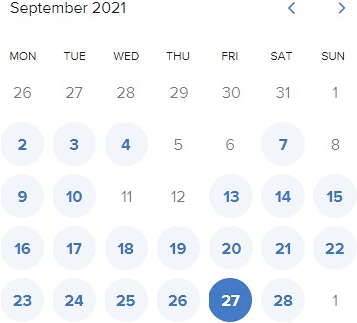 September 2021
MON TUE WED THU FRI SAT SUN
26 27 28 29 30 31 1
2 3 4 5 6 7 8
9 10 11 12 13 14 15
16 17 18 19 20 21 22
23 24 25 26 27 28 1